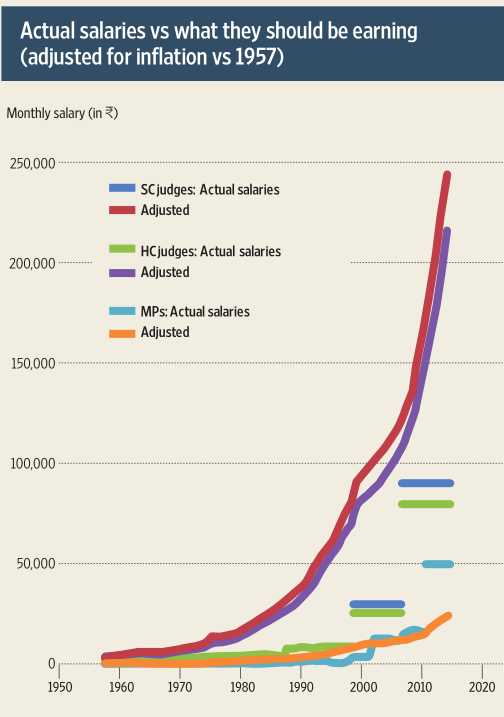 Actual salaries vs what they should be earning
(adjusted for inflation vs 1957)
Monthly salary (in ₹)
250,000
200,000
150,000
100,000
50,000
0
SC judges: Actual salaries
Adjusted
HC judges: Actual salaries
Adjusted
MPs: Actual salaries
Adjusted
1950 1960 1970 1980 1990 2000 2010 2020